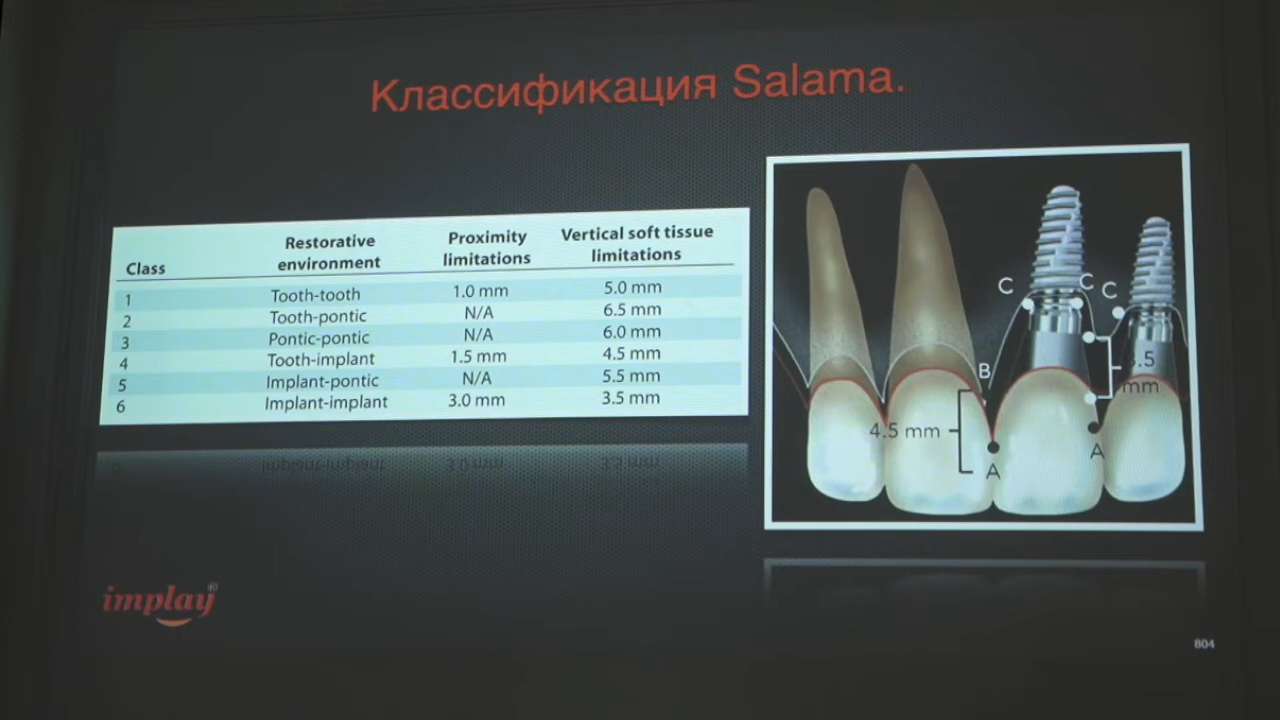 Классификация Salama.
Class Restorative environment Proximity limitations Vertical soft tissue limitations
1 Tooth-tooth 1.0 mm 5.0 mm
2 Tooth-pontic N/A 6.5 mm
3 Pontic-pontic N/A 6.0 mm
4 Tooth-implant 1.5 mm 4.5 mm
5 Implant-pontic N/A 5.5 mm
6 Implant-implant 3.0 mm 3.5 mm
C C C
B
mm
4.5 mm
A
A
implay®
804